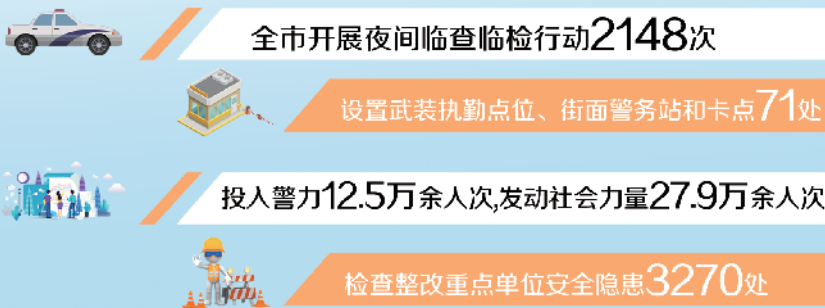 全市开展夜间临查临检行动2148次
设置武装执勤点位、街面警务站和卡点71处
投入警力12.5万余人次,发动社会力量27.9万余人次
检查整改重点单位安全隐患3270处